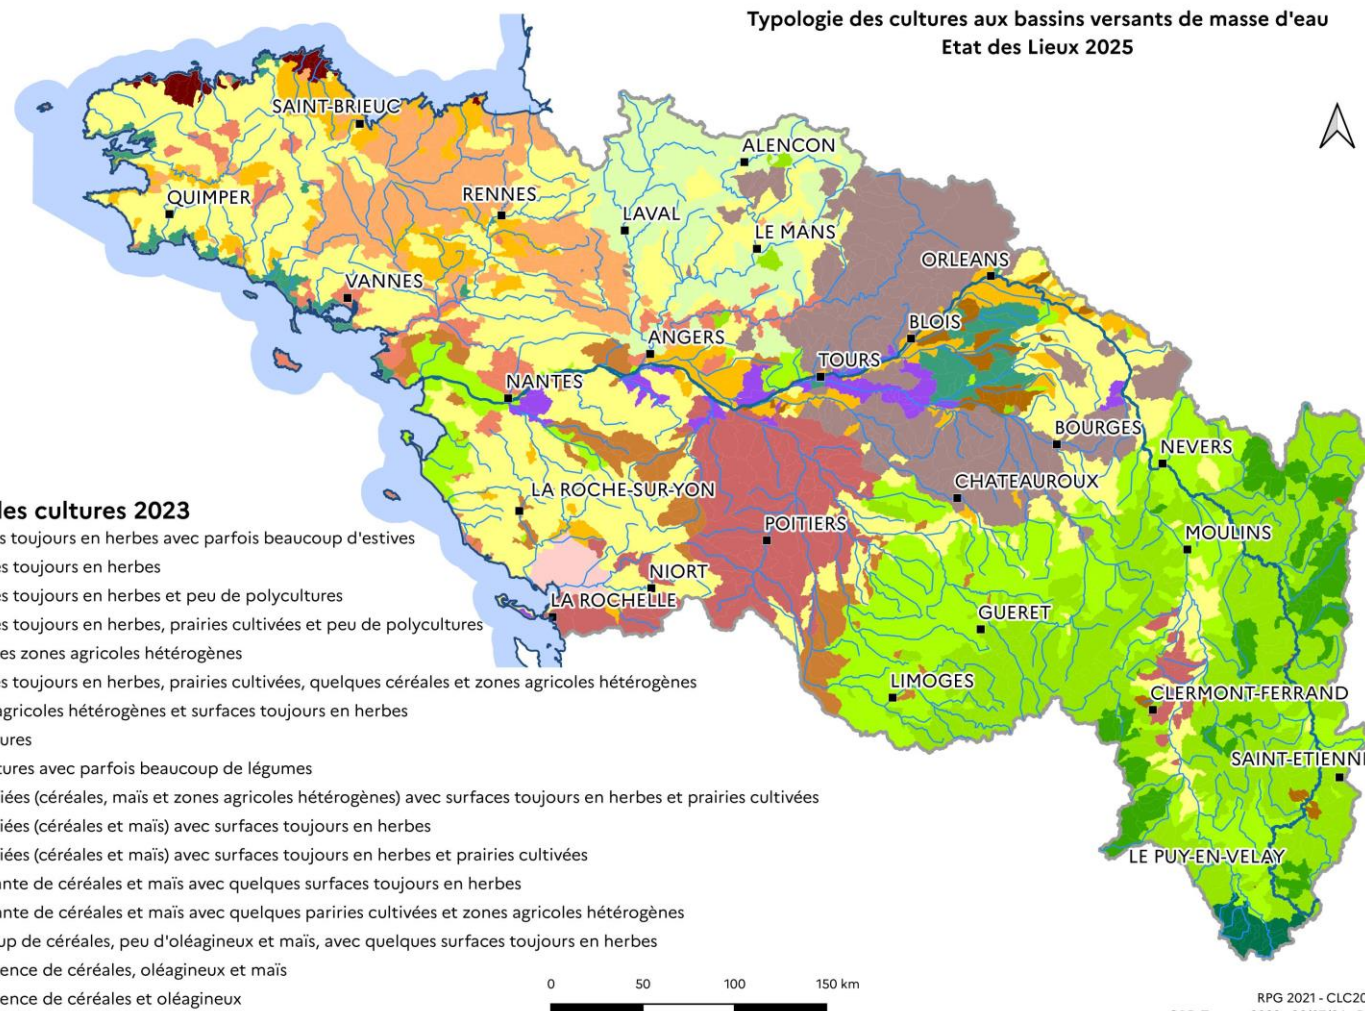 Typologie des cultures aux bassins versants de masse d'eau
Etat des Lieux 2025
SAINT-BRIEUC
ALENCON
QUIMPER
RENNES
LAVAL
LE MANS
ORLEANS
VANNES
BLOIS
ANGERS
TOURS
NANTES
BOURGES
NEVERS
LA ROCHE-SUR-YON
CHATEAUROUX
POITIERS
MOULINS
NIORT
LA ROCHELLE
GUERET
LIMOGES
CLERMONT-FERRAND
SAINT-ETIENN
LE PUY-EN-VELAY
des cultures 2023
toujours en herbes avec parfois beaucoup d'estives
toujours en herbes
toujours en herbes et peu de polycultures
toujours en herbes, prairies cultivées et peu de polycultures
zones agricoles hétérogènes
toujours en herbes, prairies cultivées, quelques céréales et zones agricoles hétérogènes
agricoles hétérogènes et surfaces toujours en herbes
ures
tures avec parfois beaucoup de légumes
iées (céréales, maïs et zones agricoles hétérogènes) avec surfaces toujours en herbes et prairies cultivées
iées (céréales et maïs) avec surfaces toujours en herbes
iées (céréales et maïs) avec surfaces toujours en herbes et prairies cultivées
ante de céréales et maïs avec quelques surfaces toujours en herbes
ante de céréales et maïs avec quelques pariries cultivées et zones agricoles hétérogènes
up de céréales, peu d'oléagineux et maïs, avec quelques surfaces toujours en herbes
ence de céréales, oléagineux et maïs
ence de céréales et oléagineux
0 50 100 150 km
RPG 2021 - CLC20